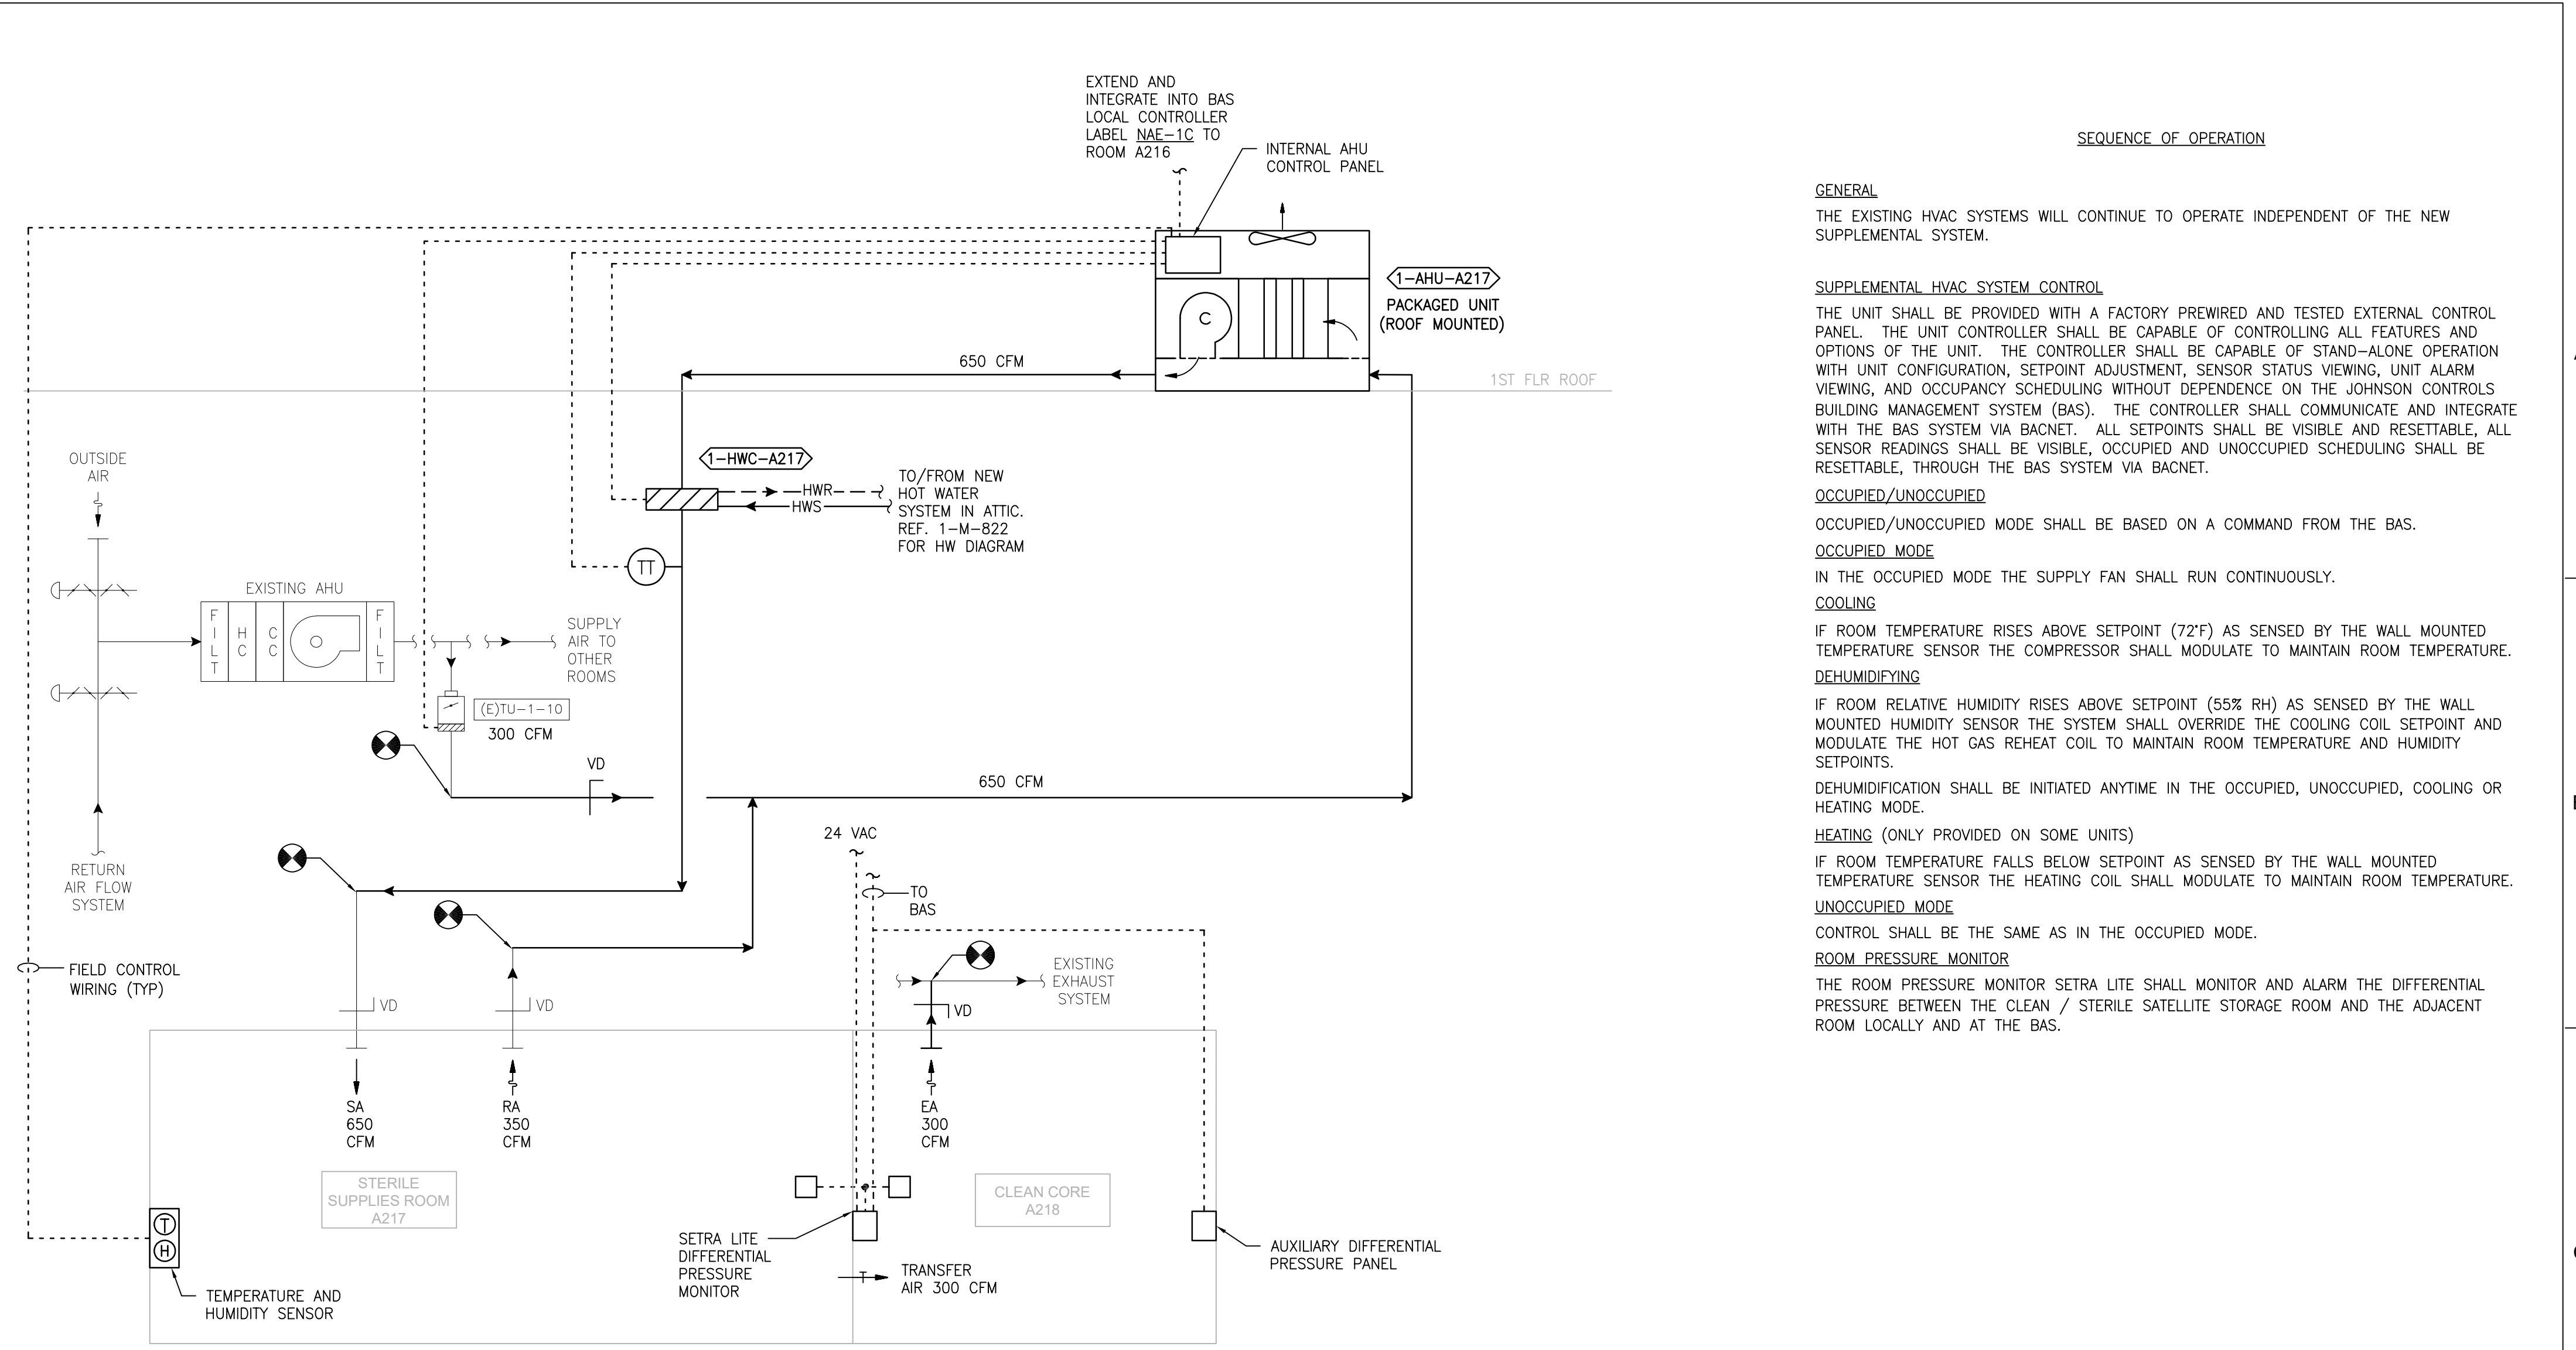 EXTEND AND
INTEGRATE INTO BAS
LOCAL CONTROLLER
LABEL NAE-1C TO
ROOM A216
INTERNAL AHU
CONTROL PANEL
1-AHU-A217
PACKAGED UNIT
(ROOF MOUNTED)
C
650 CFM
1ST FLR ROOF
1-HWC-A217
HWR
HWS
TO/FROM NEW
HOT WATER
SYSTEM IN ATTIC.
REF. 1-M-822
FOR HW DIAGRAM
TT
OUTSIDE
AIR
EXISTING AHU
FILT
HC
CC
FILT
SUPPLY
AIR TO
OTHER
ROOMS
(E)TU-1-10
300 CFM
VD
650 CFM
24 VAC
TO
BAS
RETURN
AIR FLOW
SYSTEM
FIELD CONTROL
WIRING (TYP)
VD
VD
VD
EXISTING
EXHAUST
SYSTEM
SA
650
CFM
RA
350
CFM
EA
300
CFM
STERILE
SUPPLIES ROOM
A217
CLEAN CORE
A218
T
H
TEMPERATURE AND
HUMIDITY SENSOR
SETRA LITE
DIFFERENTIAL
PRESSURE
MONITOR
T
TRANSFER
AIR 300 CFM
AUXILIARY DIFFERENTIAL
PRESSURE PANEL
SEQUENCE OF OPERATION
GENERAL
THE EXISTING HVAC SYSTEMS WILL CONTINUE TO OPERATE INDEPENDENT OF THE NEW
SUPPLEMENTAL SYSTEM.
SUPPLEMENTAL HVAC SYSTEM CONTROL
THE UNIT SHALL BE PROVIDED WITH A FACTORY PREWIRED AND TESTED EXTERNAL CONTROL
PANEL. THE UNIT CONTROLLER SHALL BE CAPABLE OF CONTROLLING ALL FEATURES AND
OPTIONS OF THE UNIT. THE CONTROLLER SHALL BE CAPABLE OF STAND-ALONE OPERATION
WITH UNIT CONFIGURATION, SETPOINT ADJUSTMENT, SENSOR STATUS VIEWING, UNIT ALARM
VIEWING, AND OCCUPANCY SCHEDULING WITHOUT DEPENDENCE ON THE JOHNSON CONTROLS
BUILDING MANAGEMENT SYSTEM (BAS). THE CONTROLLER SHALL COMMUNICATE AND INTEGRATE
WITH THE BAS SYSTEM VIA BACNET. ALL SETPOINTS SHALL BE VISIBLE AND RESETTABLE, ALL
SENSOR READINGS SHALL BE VISIBLE, OCCUPIED AND UNOCCUPIED SCHEDULING SHALL BE
RESETTABLE, THROUGH THE BAS SYSTEM VIA BACNET.
OCCUPIED/UNOCCUPIED
OCCUPIED/UNOCCUPIED MODE SHALL BE BASED ON A COMMAND FROM THE BAS.
OCCUPIED MODE
IN THE OCCUPIED MODE THE SUPPLY FAN SHALL RUN CONTINUOUSLY.
COOLING
IF ROOM TEMPERATURE RISES ABOVE SETPOINT (72°F) AS SENSED BY THE WALL MOUNTED
TEMPERATURE SENSOR THE COMPRESSOR SHALL MODULATE TO MAINTAIN ROOM TEMPERATURE.
DEHUMIDIFYING
IF ROOM RELATIVE HUMIDITY RISES ABOVE SETPOINT (55% RH) AS SENSED BY THE WALL
MOUNTED HUMIDITY SENSOR THE SYSTEM SHALL OVERRIDE THE COOLING COIL SETPOINT AND
MODULATE THE HOT GAS REHEAT COIL TO MAINTAIN ROOM TEMPERATURE AND HUMIDITY
SETPOINTS.
DEHUMIDIFICATION SHALL BE INITIATED ANYTIME IN THE OCCUPIED, UNOCCUPIED, COOLING OR
HEATING MODE.
HEATING (ONLY PROVIDED ON SOME UNITS)
IF ROOM TEMPERATURE FALLS BELOW SETPOINT AS SENSED BY THE WALL MOUNTED
TEMPERATURE SENSOR THE HEATING COIL SHALL MODULATE TO MAINTAIN ROOM TEMPERATURE.
UNOCCUPIED MODE
CONTROL SHALL BE THE SAME AS IN THE OCCUPIED MODE.
ROOM PRESSURE MONITOR
THE ROOM PRESSURE MONITOR SETRA LITE SHALL MONITOR AND ALARM THE DIFFERENTIAL
PRESSURE BETWEEN THE CLEAN / STERILE SATELLITE STORAGE ROOM AND THE ADJACENT
ROOM LOCALLY AND AT THE BAS.